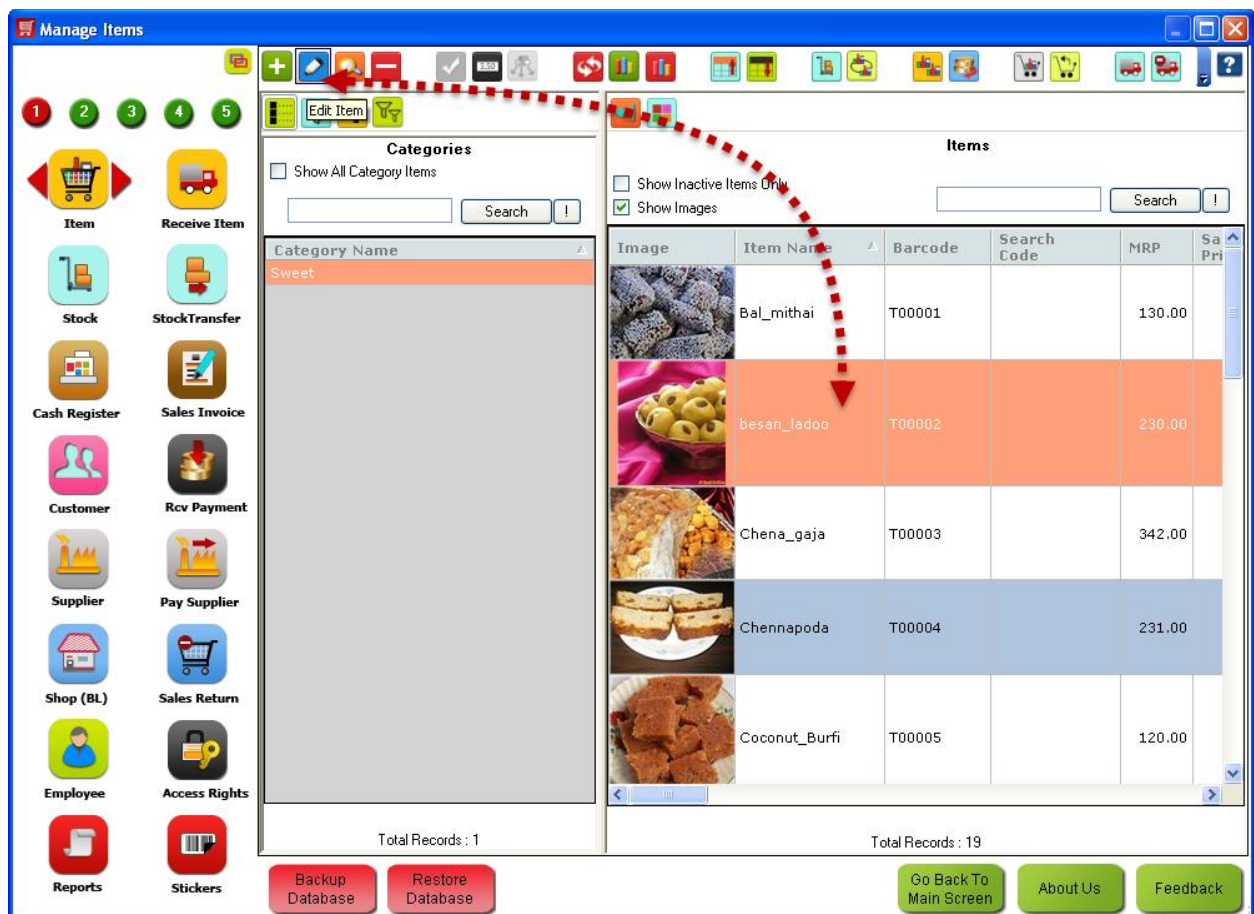 Manage Items
3.50
?
1 2 3 4 5
Edit Item
Item
Receive Item
Stock
StockTransfer
Cash Register
Sales Invoice
Customer
Rcv Payment
Supplier
Pay Supplier
Shop (BL)
Sales Return
Employee
Access Rights
Reports
Stickers
Categories
Show All Category Items
Search !
Category Name
Sweet
Total Records : 1
Items
Show Inactive Items Only
Show Images
Search !
Image Item Name Barcode Search Code MRP Sa Pri
Bal_mithai T00001 130.00
besan_ladoo T00002 230.00
Chena_gaja T00003 342.00
Chennapoda T00004 231.00
Coconut_Burfi T00005 120.00
Total Records : 19
Backup
Database
Restore
Database
Go Back To
Main Screen
About Us
Feedback